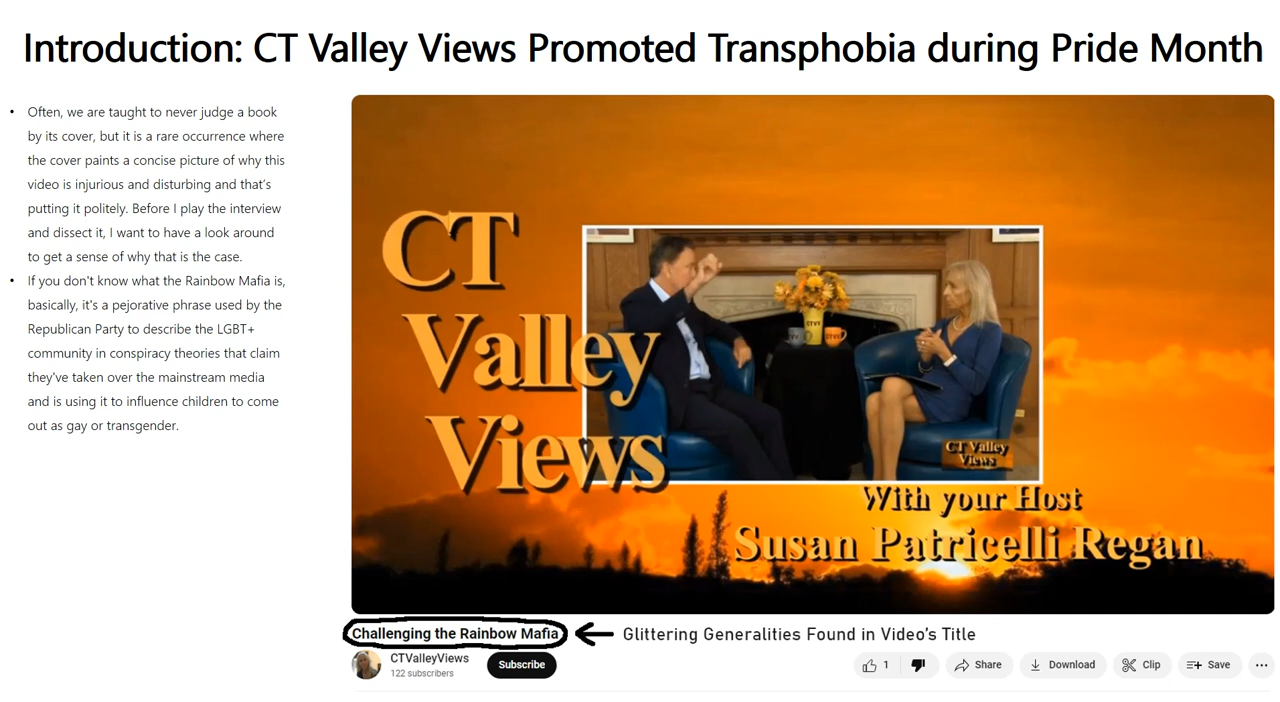 Introduction: CT Valley Views Promoted Transphobia during Pride Month
• Often, we are taught to never judge a book
by its cover, but it is a rare occurrence where
the cover paints a concise picture of why this
video is injurious and disturbing and that's
putting it politely. Before I play the interview
and dissect it, I want to have a look around
to get a sense of why that is the case.
• If you don't know what the Rainbow Mafia is,
basically, it's a pejorative phrase used by the
Republican Party to describe the LGBT+
community in conspiracy theories that claim
they've taken over the mainstream media
and is using it to influence children to come
out as gay or transgender.
CT
Valley
Views
CTVV
CT Valley
Views
With your Host
Susan Patricelli Regan
Challenging the Rainbow Mafia
Glittering Generalities Found in Video's Title
CTValleyViews
122 subscribers
Subscribe
1
Share
Download
Clip
Save